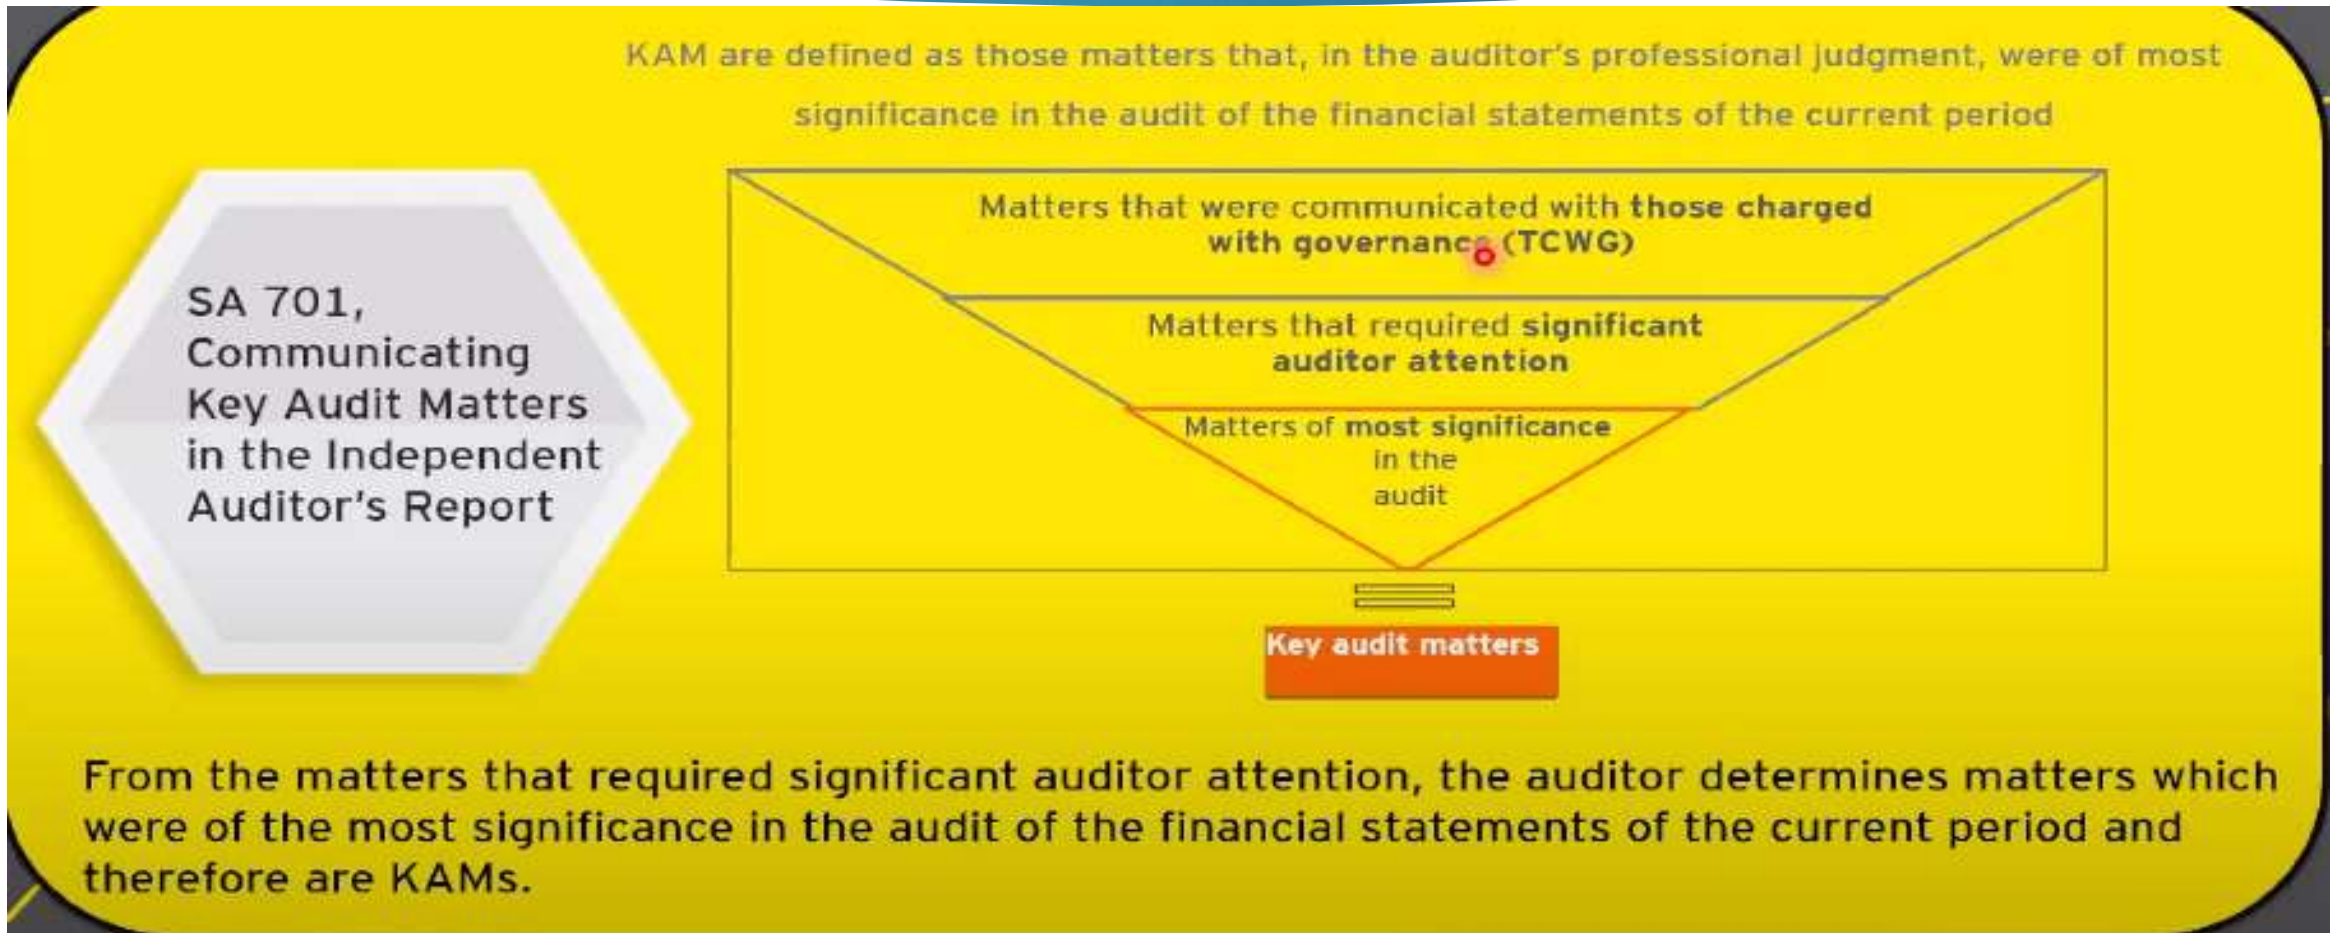 KAM are defined as those matters that, in the auditor's professional judgment, were of most
significance in the audit of the financial statements of the current period
SA 701,
Communicating
Key Audit Matters
in the Independent
Auditor's Report
Matters that were communicated with those charged
with governance (TCWG)
Matters that required significant
auditor attention
Matters of most significance
in the
audit
Key audit matters
From the matters that required significant auditor attention, the auditor determines matters which
were of the most significance in the audit of the financial statements of the current period and
therefore are KAMs.